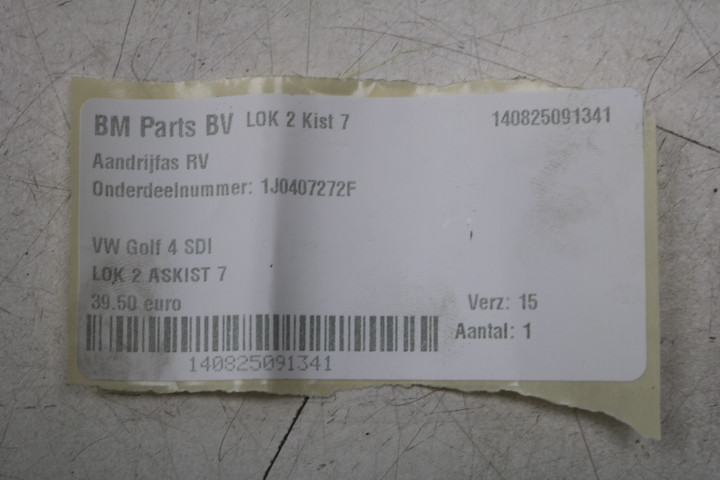 BM Parts BV LOK 2 Kist 7 140825091341
Aandrijfas RV
Onderdeelnummer: 1J0407272F
VW Golf 4 SDI
LOK 2 ASKIST 7
39.50 euro Verz: 15
Aantal: 1
140825091341